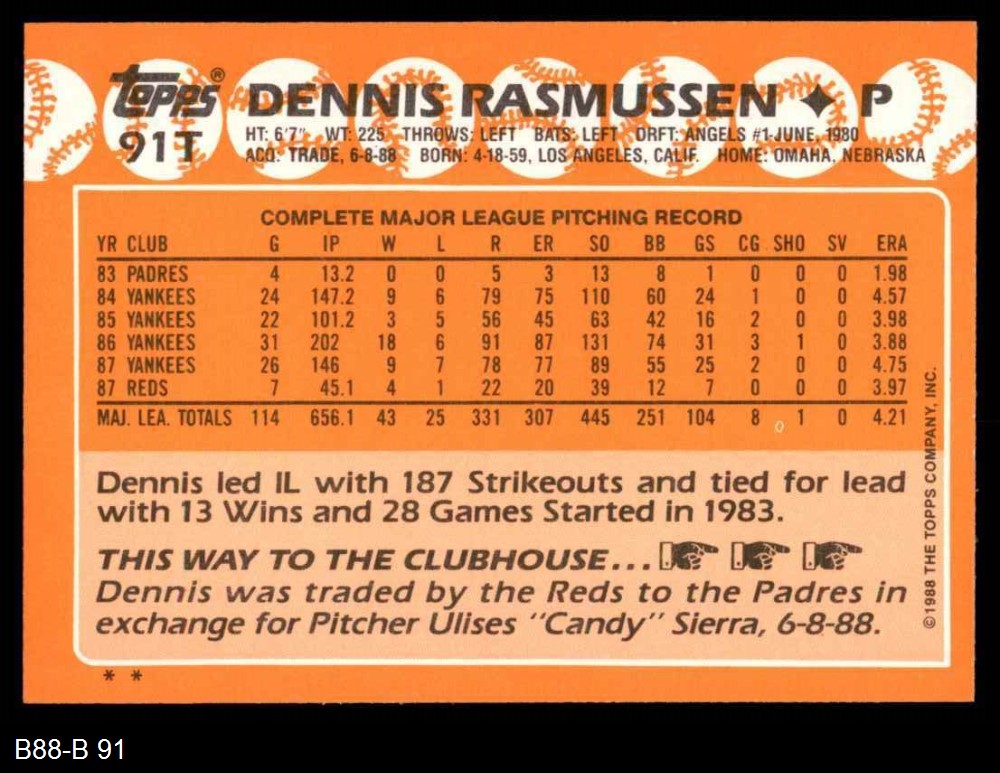 Topps® DENNIS RASMUSSEN ✦ P
91T
HT: 6'7" WT: 225 THROWS: LEFT BATS: LEFT DRFT: ANGELS #1-JUNE, 1980
ACQ: TRADE, 6-8-88 BORN: 4-18-59, LOS ANGELES, CALIF. HOME: OMAHA, NEBRASKA
COMPLETE MAJOR LEAGUE PITCHING RECORD
YR CLUB G IP W L R ER SO BB GS CG SHO SV ERA
83 PADRES 4 13.2 0 0 5 3 13 8 1 0 0 0 1.98
84 YANKEES 24 147.2 9 6 79 75 110 60 24 1 0 0 4.57
85 YANKEES 22 101.2 3 5 56 45 63 42 16 2 0 0 3.98
86 YANKEES 31 202 18 6 91 87 131 74 31 3 1 0 3.88
87 YANKEES 26 146 9 7 78 77 89 55 25 2 0 0 4.75
87 REDS 7 45.1 4 1 22 20 39 12 7 0 0 0 3.97
MAJ. LEA. TOTALS 114 656.1 43 25 331 307 445 251 104 8 1 0 4.21
Dennis led IL with 187 Strikeouts and tied for lead
with 13 Wins and 28 Games Started in 1983.
THIS WAY TO THE CLUBHOUSE...
Dennis was traded by the Reds to the Padres in
exchange for Pitcher Ulises "Candy" Sierra, 6-8-88.
©1988 THE TOPPS COMPANY, INC.
* *
B88-B 91